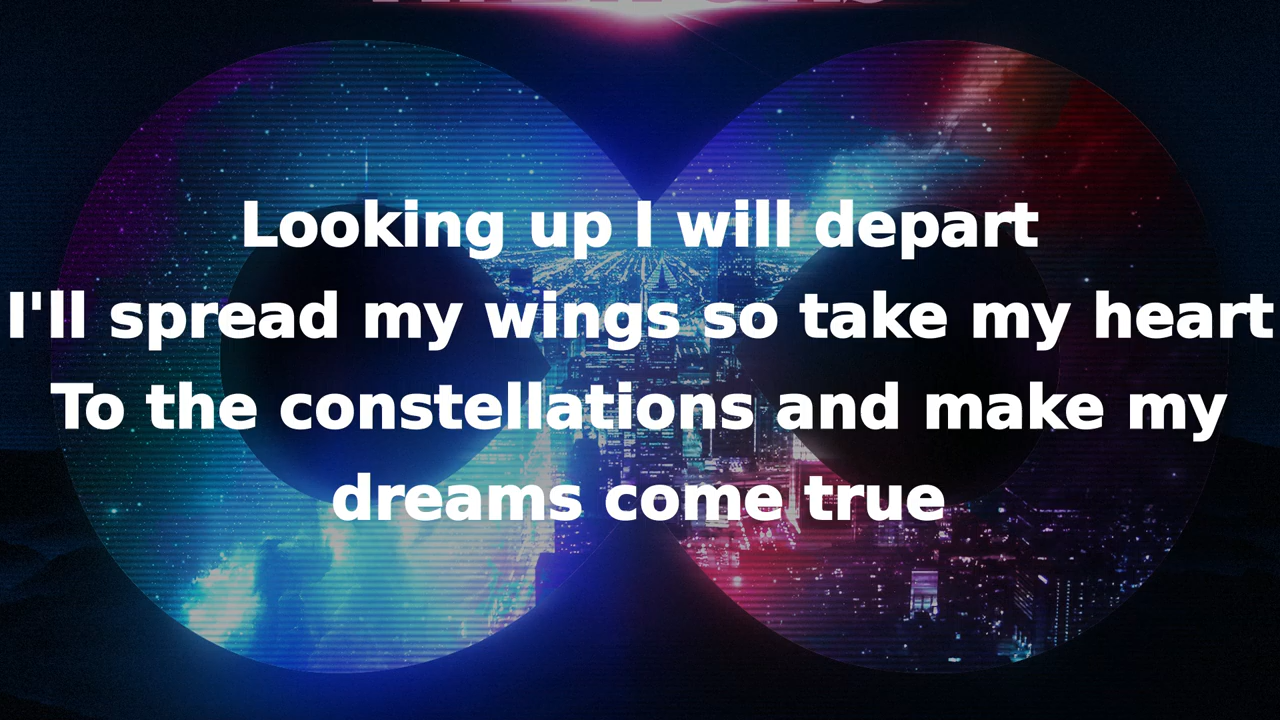 Looking up I will depart
I'll spread my wings so take my heart
To the constellations and make my
dreams come true